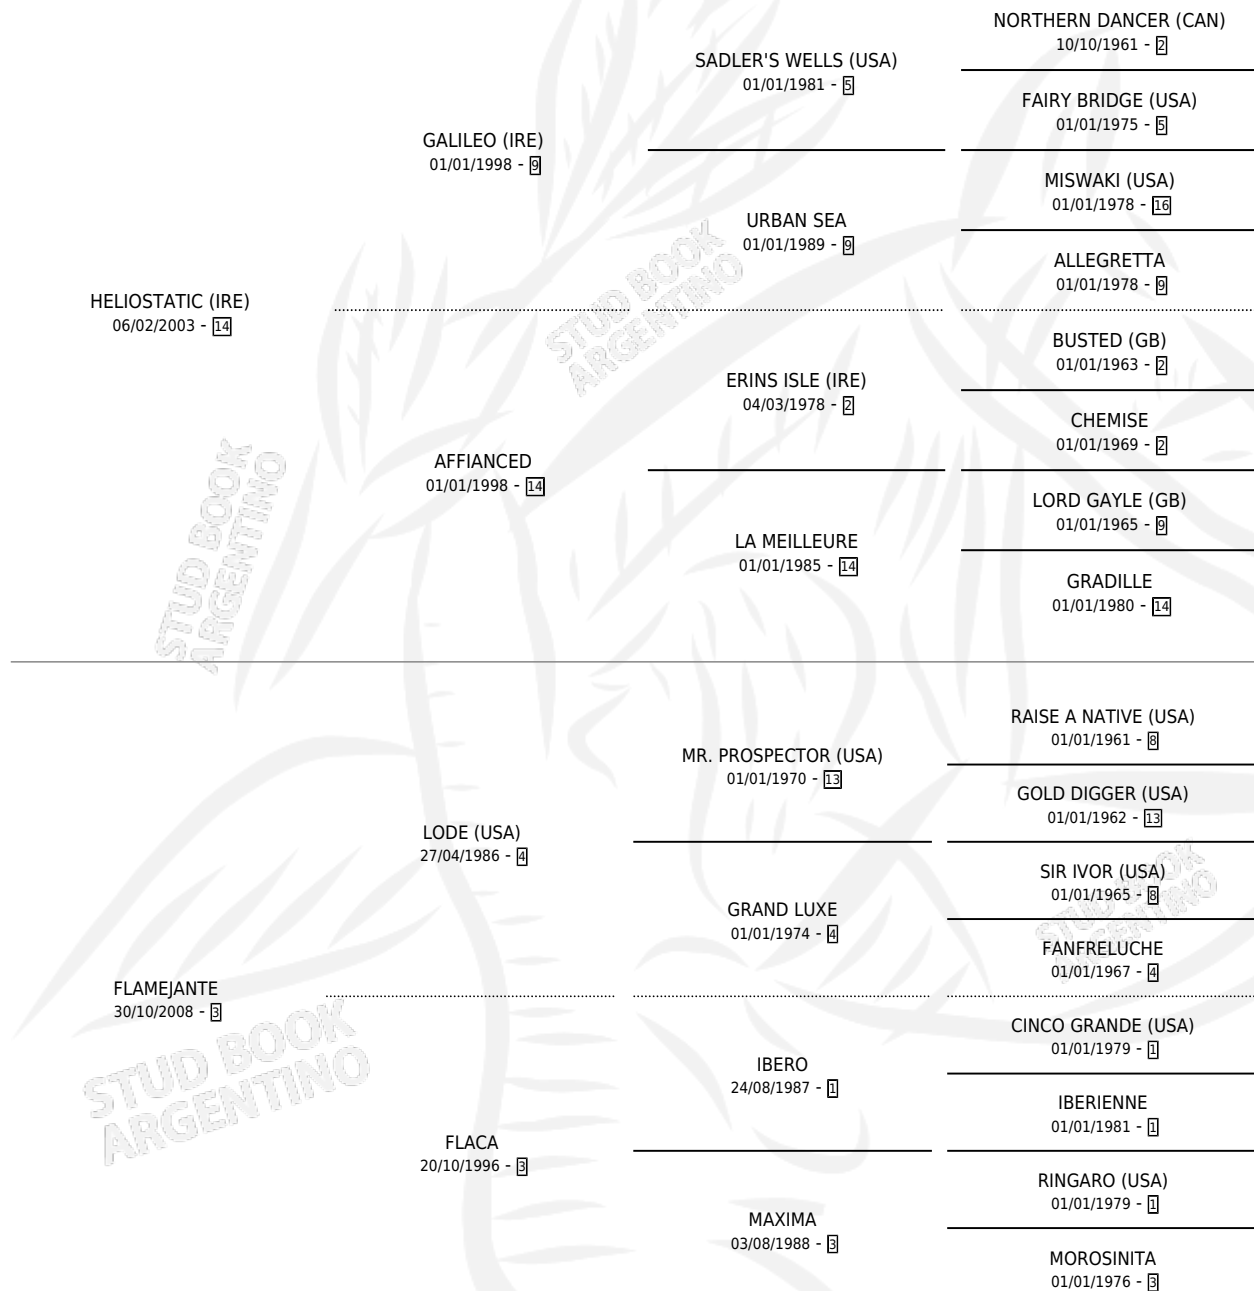 NORTHERN DANCER (CAN)
10/10/1961 - 2
SADLER'S WELLS (USA)
01/01/1981 - 5
FAIRY BRIDGE (USA)
01/01/1975 - 5
GALILEO (IRE)
01/01/1998 - 9
MISWAKI (USA)
01/01/1978 - 16
URBAN SEA
01/01/1989 - 9
ALLEGRETTA
01/01/1978 - 9
HELIOSTATIC (IRE)
06/02/2003 - 14
STUD BOOK
ARGENTINO
BUSTED (GB)
01/01/1963 - 2
ERINS ISLE (IRE)
04/03/1978 - 2
CHEMISE
01/01/1969 - 2
AFFIANCED
01/01/1998 - 14
LORD GAYLE (GB)
01/01/1965 - 9
LA MEILLEURE
01/01/1985 - 14
GRADILLE
01/01/1980 - 14
STUD BOOK
ARGENTINO
RAISE A NATIVE (USA)
01/01/1961 - 8
MR. PROSPECTOR (USA)
01/01/1970 - 13
GOLD DIGGER (USA)
01/01/1962 - 13
LODE (USA)
27/04/1986 - 4
SIR IVOR (USA)
01/01/1965 - 8
GRAND LUXE
01/01/1974 - 4
STUD BOOK
ARGENTINO
FANFRELUCHE
01/01/1967 - 4
FLAMEJANTE
30/10/2008 - 3
STUD BOOK
ARGENTINO
CINCO GRANDE (USA)
01/01/1979 - 1
IBERO
24/08/1987 - 1
IBERIENNE
01/01/1981 - 1
FLACA
20/10/1996 - 3
RINGARO (USA)
01/01/1979 - 1
MAXIMA
03/08/1988 - 3
MOROSINITA
01/01/1976 - 3